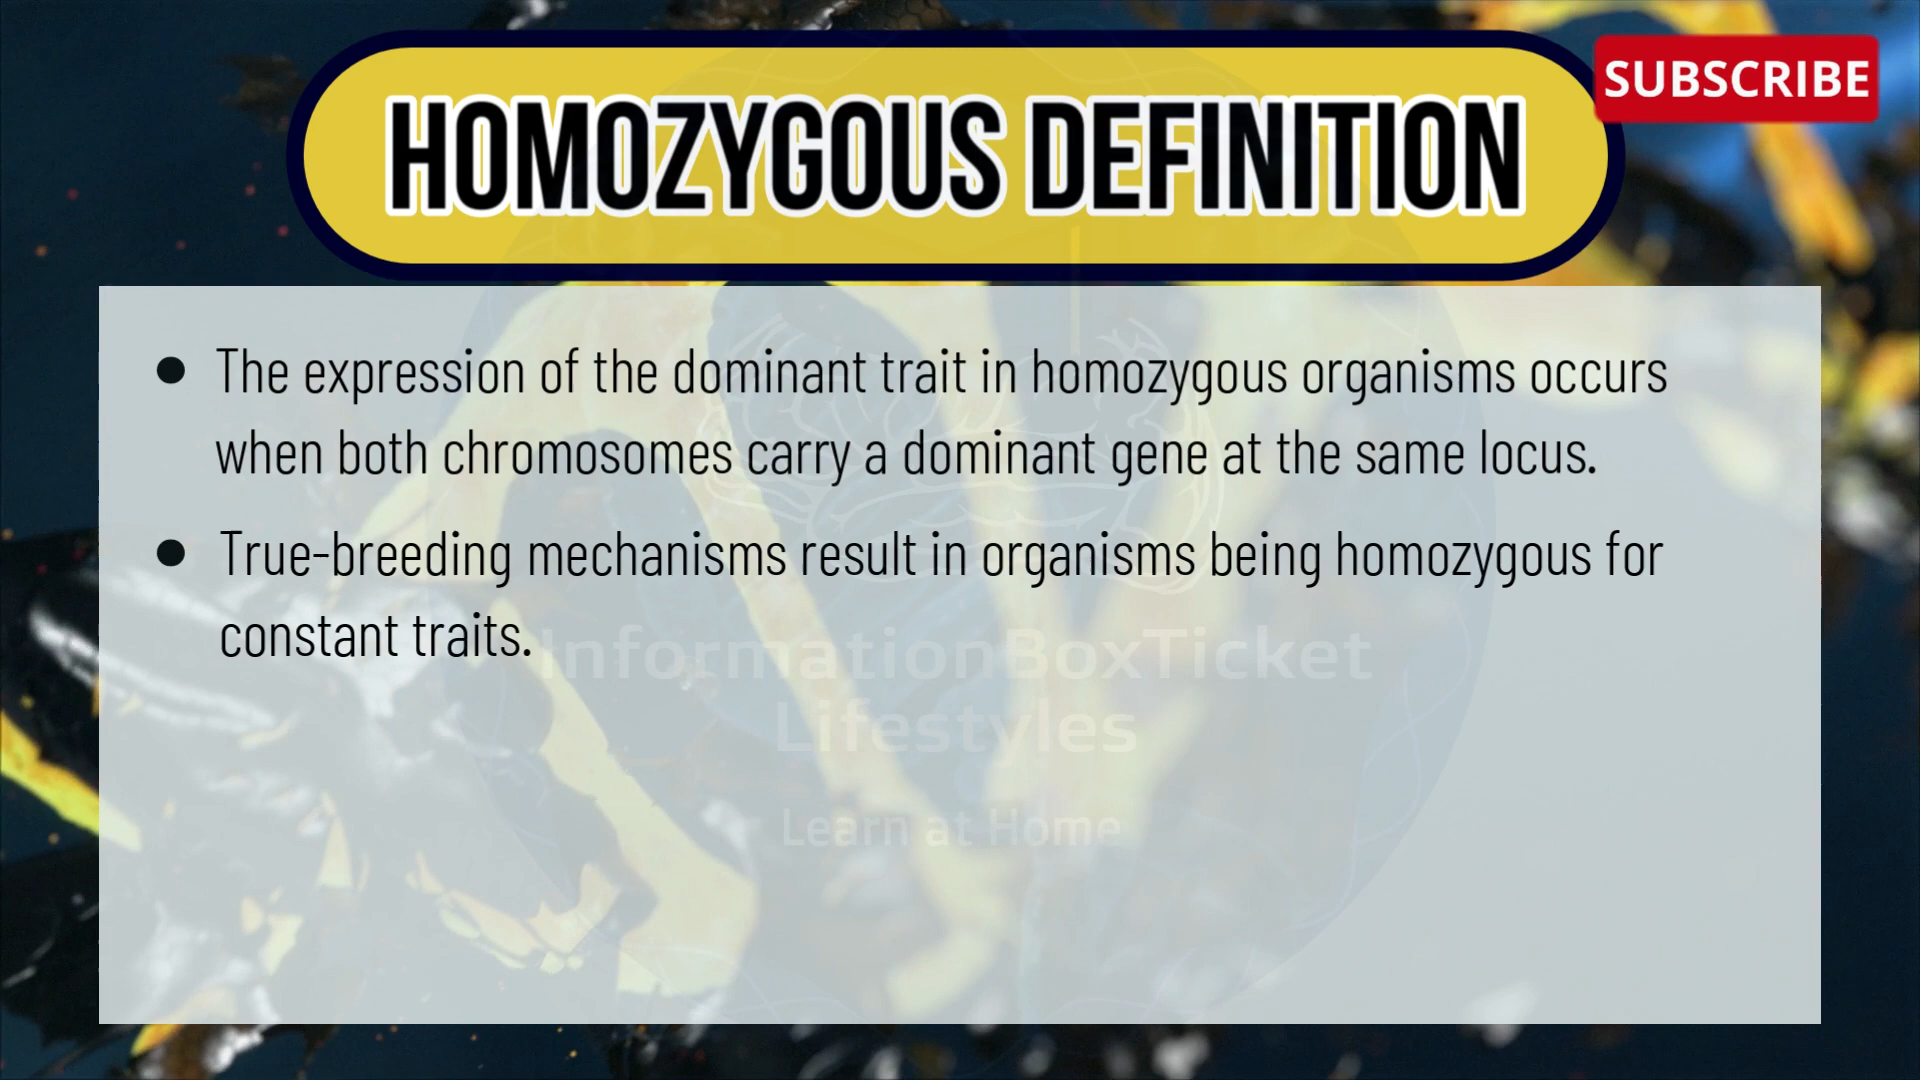 HOMOZYGOUS DEFINITION
SUBSCRIBE
● The expression of the dominant trait in homozygous organisms occurs
when both chromosomes carry a dominant gene at the same locus.
● True-breeding mechanisms result in organisms being homozygous for
constant traits.
InformationBoxTicket
Lifestyles
Learn at Home